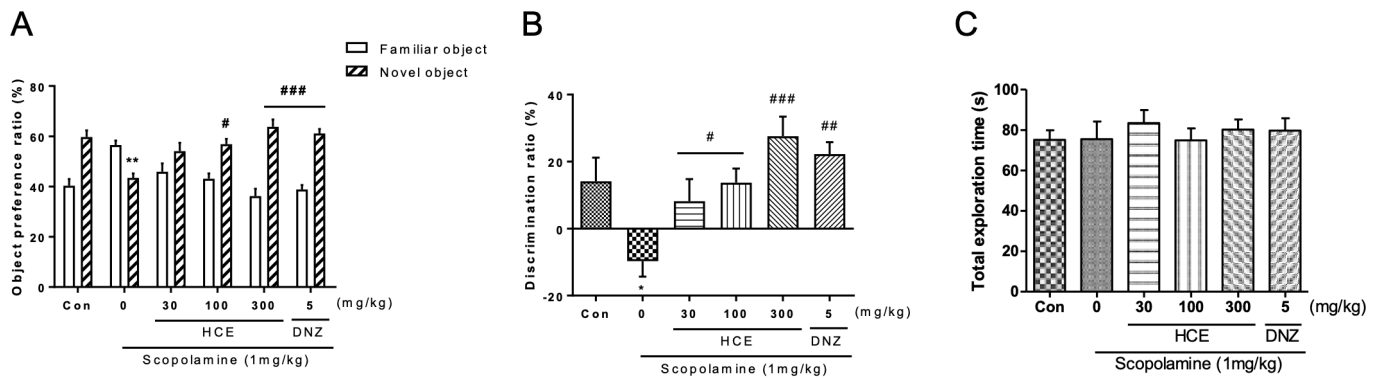 A
Familiar object
Novel object
Object preference ratio (%)
80
60
40
20
0
**
#
###
Con 0 30 100 300 5 (mg/kg)
HCE DNZ
Scopolamine (1mg/kg)
B
Discrimination ratio (%)
40
20
0
-20
*
#
###
##
Con 0 30 100 300 5 (mg/kg)
HCE DNZ
Scopolamine (1mg/kg)
C
Total exploration time (s)
100
80
60
40
20
0
Con 0 30 100 300 5 (mg/kg)
HCE DNZ
Scopolamine (1mg/kg)